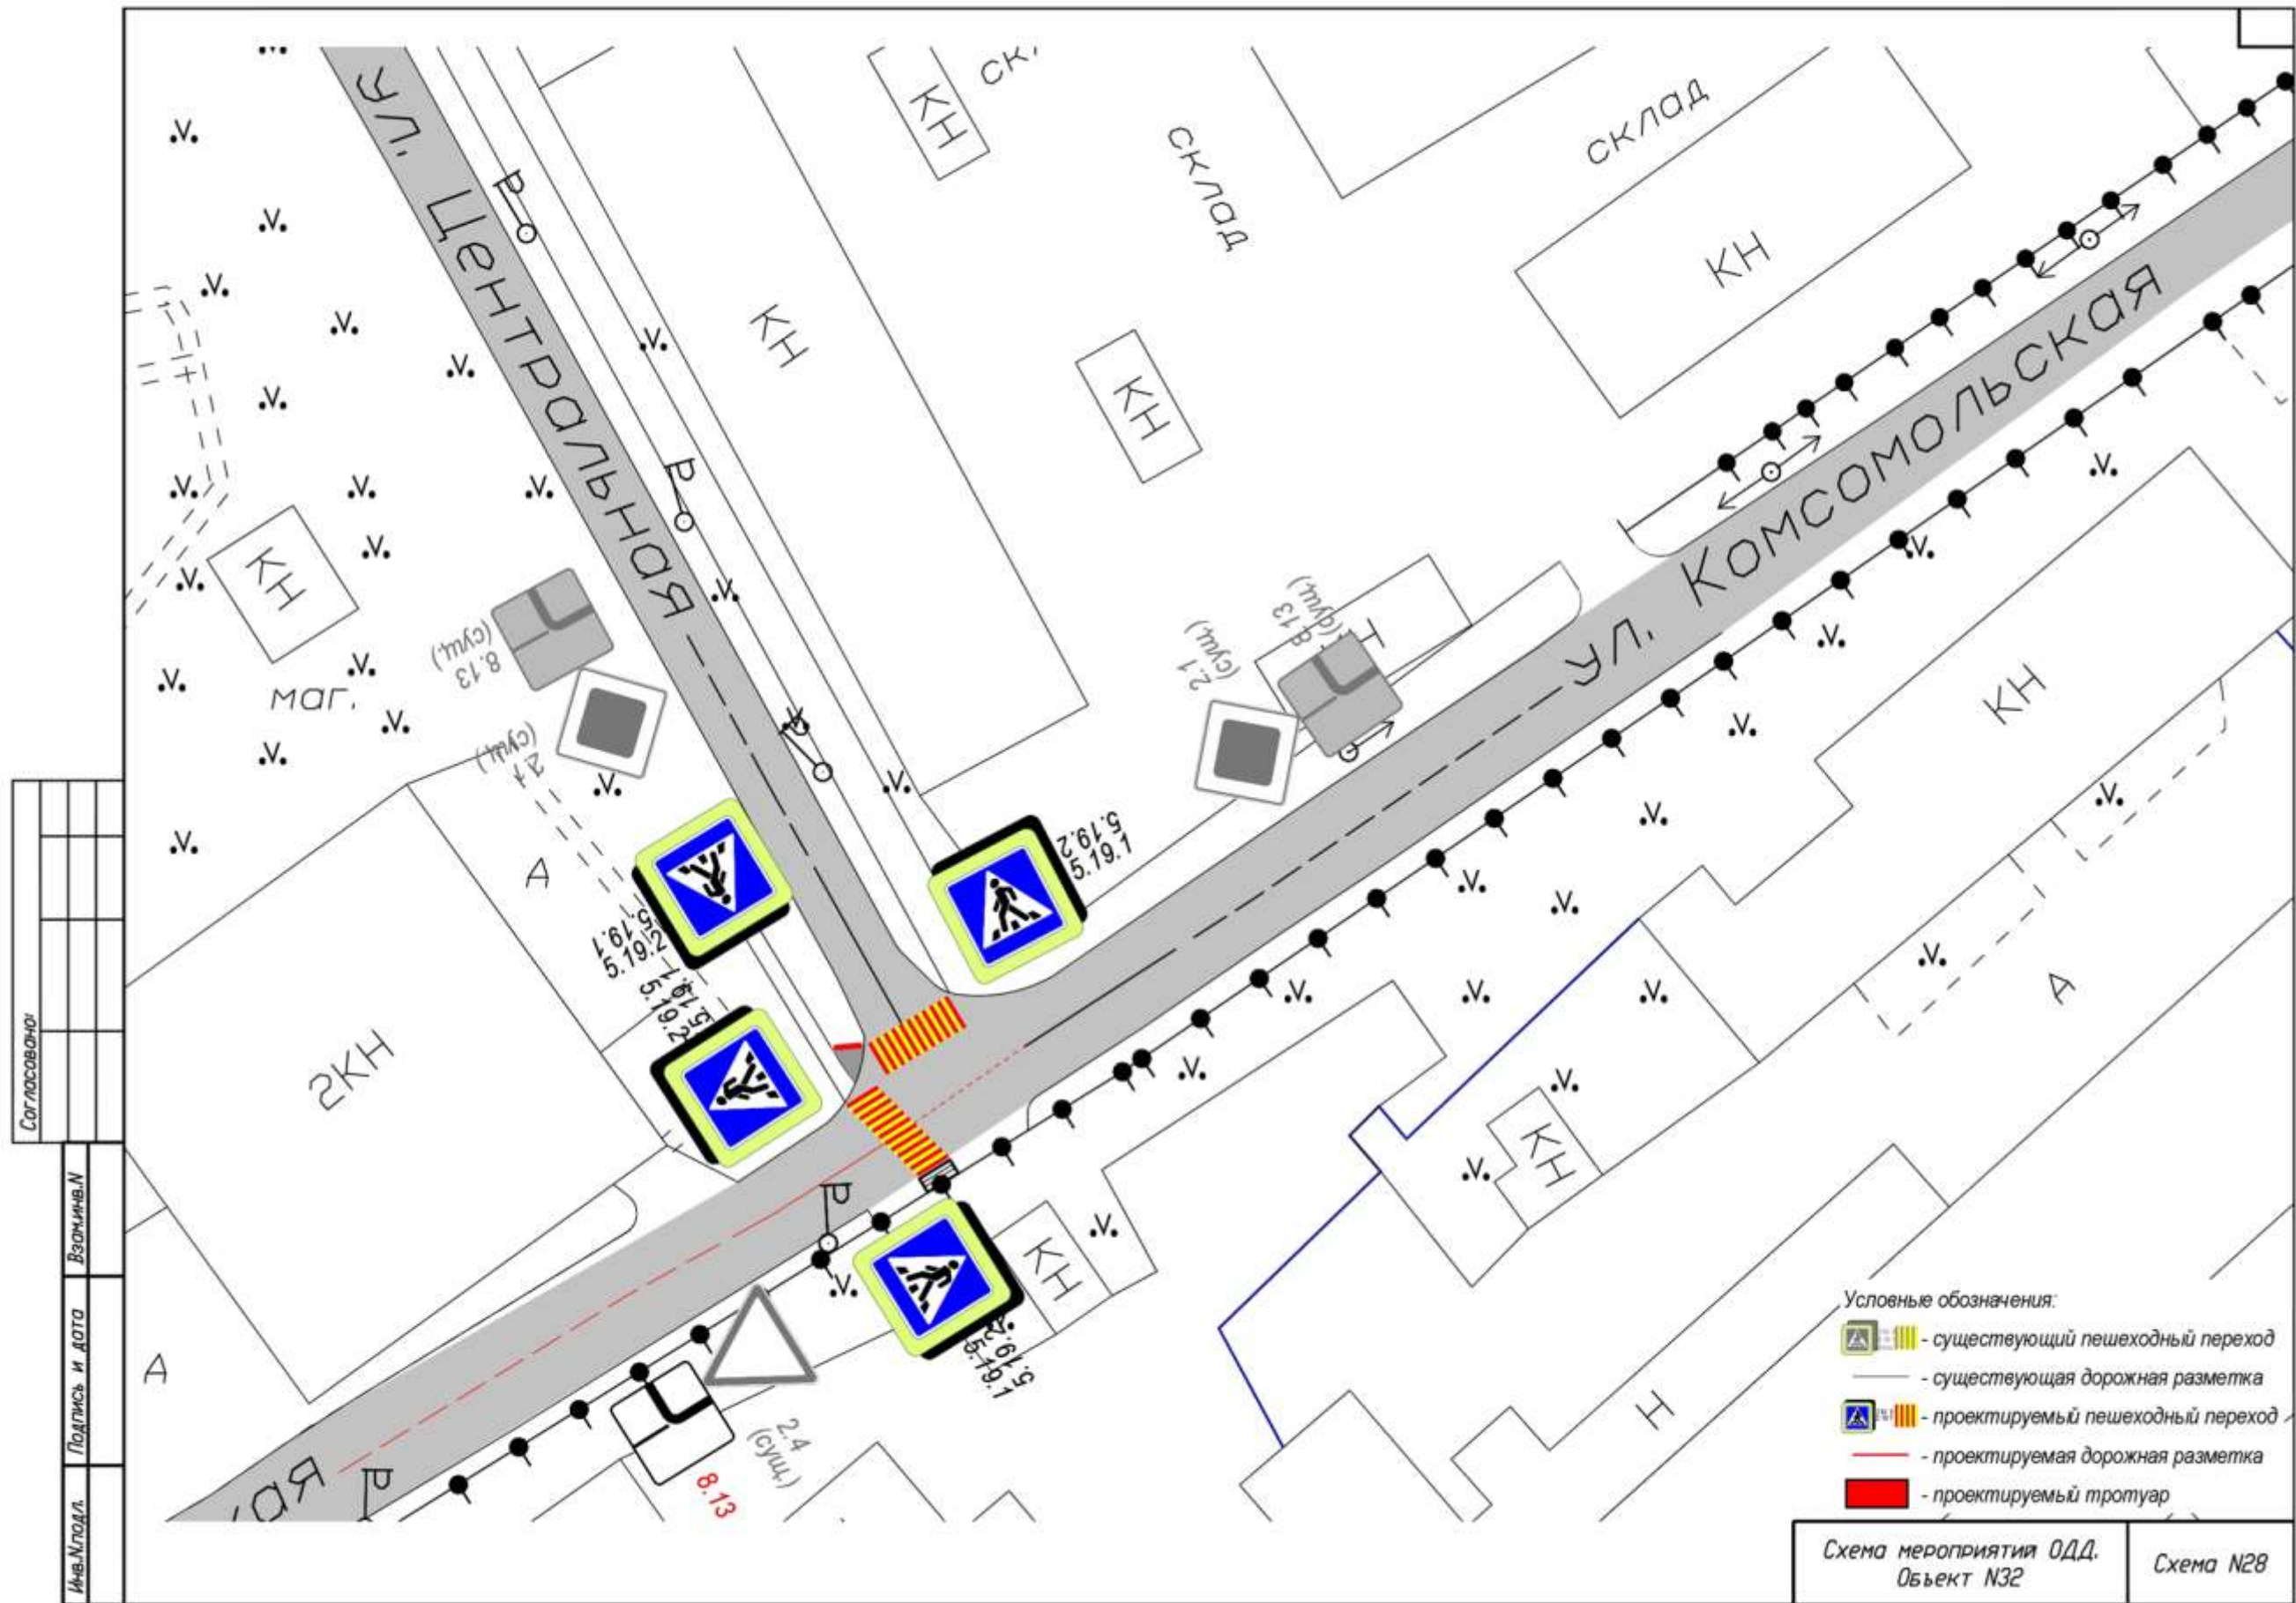 ул. Центральная
КН
ск.
склад
склад
КН
КН
КН
ул. Комсомольская
КН
8.13
(сущ.)
маг.
2.1
(сущ.)
8.13
(сущ.)
2.1
(сущ.)
Н
КН
А
5.19.1
5.19.2
5.19.2
5.19.1
5.19.1
5.19.2
А
2КН
КН
КН
5.19.2
5.19.1
А
2.4
(сущ.)
8.13
Н
ая
Согласовано:
Взам.инв.N
Подпись и дата
Инв.N подл.
Условные обозначения:
- существующий пешеходный переход
- существующая дорожная разметка
- проектируемый пешеходный переход
- проектируемая дорожная разметка
- проектируемый тротуар
Схема мероприятий ОДД.
Объект N32
Схема N28